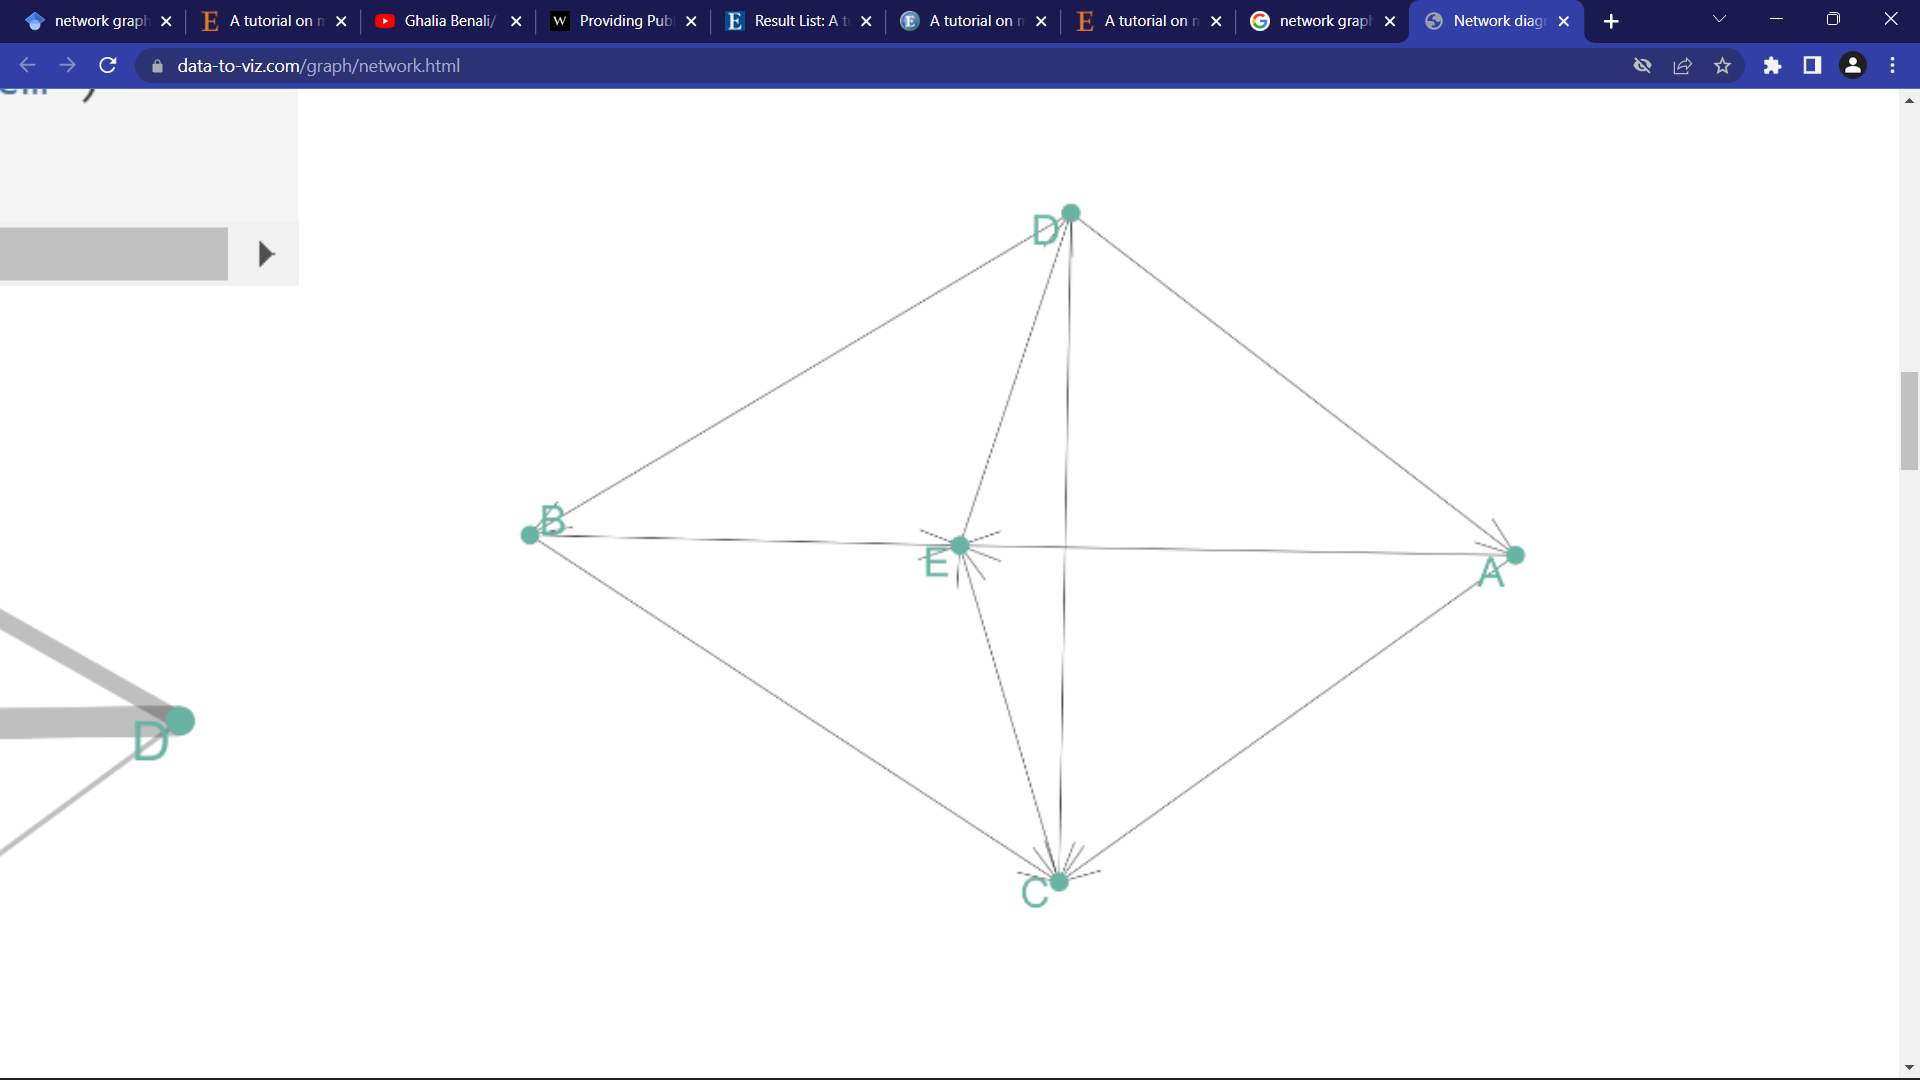 network grap
A tutorial on
Ghalia Benali/
Providing Pub
Result List: A t
A tutorial on
A tutorial on
network grap
Network diag
data-to-viz.com/graph/network.html
D
B
E
A
D
C